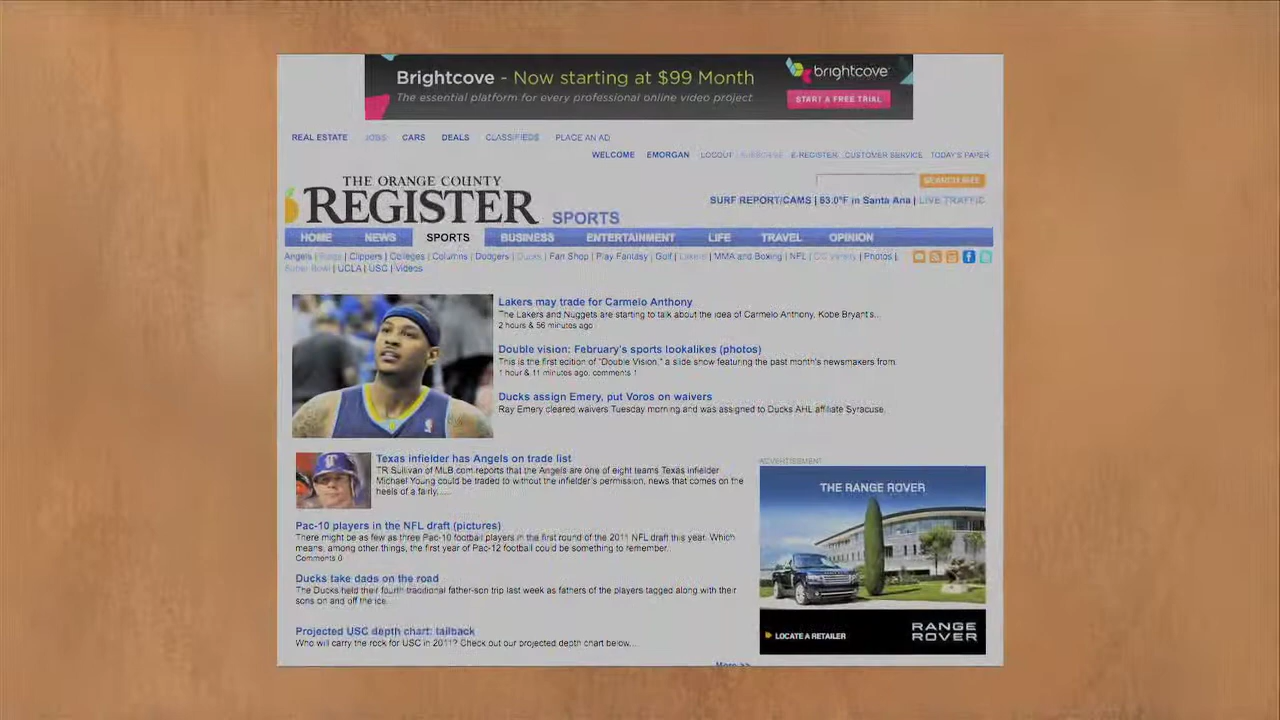 Brightcove - Now starting at $99 Month
The essential platform for every professional online video project
brightcove
START A FREE TRIAL
REAL ESTATE JOBS CARS DEALS CLASSIFIEDS PLACE AN AD
WELCOME EMORGAN LOGOUT | SUBSCRIBE E-REGISTER CUSTOMER SERVICE TODAY'S PAPER
THE ORANGE COUNTY
REGISTER SPORTS
SEARCH SITE
SURF REPORT/CAMS | 63.0°F in Santa Ana | LIVE TRAFFIC
HOME NEWS SPORTS BUSINESS ENTERTAINMENT LIFE TRAVEL OPINION
Angels | | Clippers | Colleges | Columns | Dodgers | Ducks | Fan Shop | Play Fantasy | Golf | Lakers | MMA and Boxing | NFL | OC Varsity | Photos |
Super Bowl | UCLA | USC | Videos
Lakers may trade for Carmelo Anthony
The Lakers and Nuggets are starting to talk about the idea of Carmelo Anthony. Kobe Bryant's...
2 hours & 56 minutes ago
Double vision: February's sports lookalikes (photos)
This is the first edition of "Double Vision," a slide show featuring the past month's newsmakers from
1 hour & 11 minutes ago, comments 1
Ducks assign Emery, put Voros on waivers
Ray Emery cleared waivers Tuesday morning and was assigned to Ducks AHL affiliate Syracuse.
Texas infielder has Angels on trade list
TR Sullivan of MLB.com reports that the Angels are one of eight teams Texas infielder
Michael Young could be traded to without the infielder's permission, news that comes on the
heels of a fairly......
Pac-10 players in the NFL draft (pictures)
There might be as few as three Pac-10 football players in the first round of the 2011 NFL draft this year. Which
means, among other things, the first year of Pac-12 football could be something to remember.
Comments 0
Ducks take dads on the road
The Ducks held their fourth traditional father-son trip last week as fathers of the players tagged along with their
sons on and off the ice...
Projected USC depth chart: tailback
Who will carry the rock for USC in 2011? Check out our projected depth chart below...
More >>
ADVERTISEMENT
THE RANGE ROVER
LOCATE A RETAILER
RANGE
ROVER